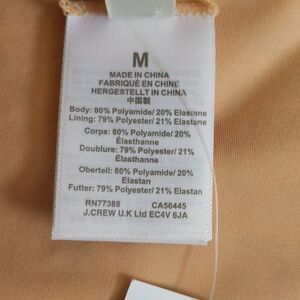 M
MADE IN CHINA
FABRIQUÉ EN CHINE
HERGESTELLT IN CHINA
中国製
Body: 80% Polyamide/ 20% Elastane
Lining: 79% Polyester/ 21% Elastane
Corps: 80% Polyamide/ 20%
Élasthanne
Doublure: 79% Polyester/ 21%
Élasthanne
Oberteil: 80% Polyamide/ 20%
Elastan
Futter: 79% Polyester/ 21% Elastan
RN77388 CA56445
J.CREW U.K Ltd EC4V 6JA